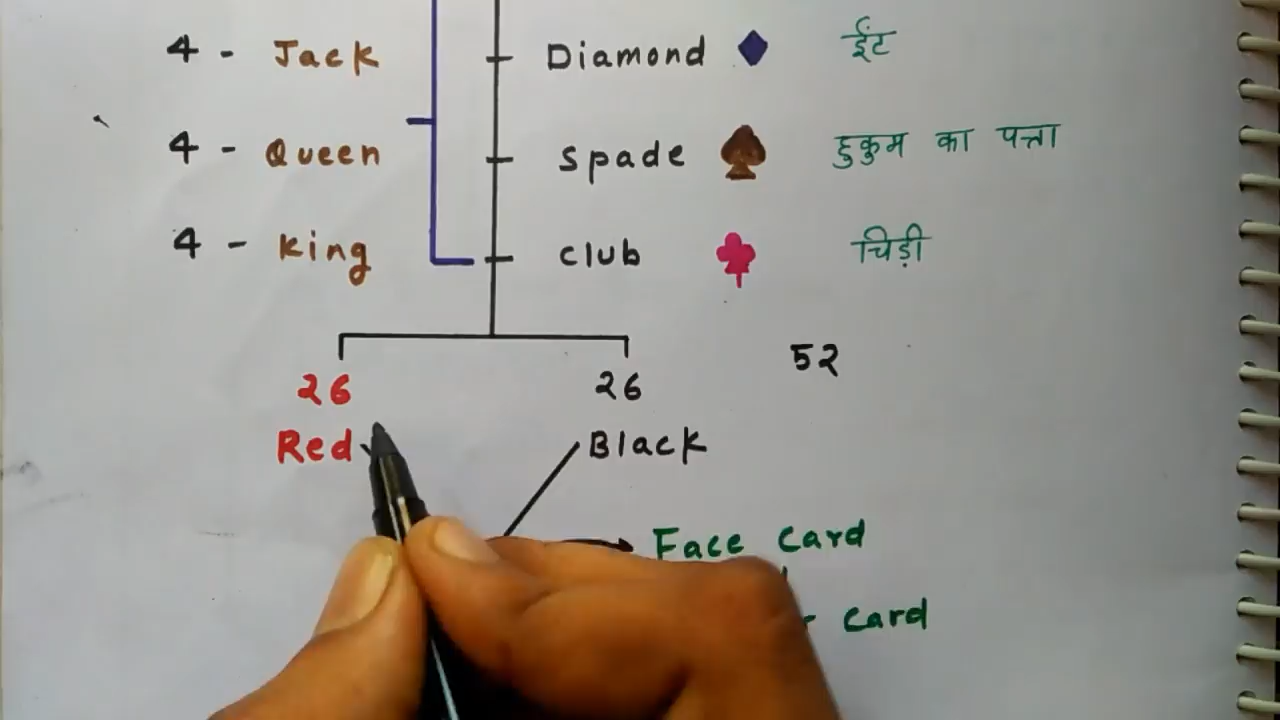 4 - Jack Diamond ईंट
4 - Queen Spade हुकुम का पत्ता
4 - King Club चिड़ी
26 26 52
Red Black
Face Card
Card